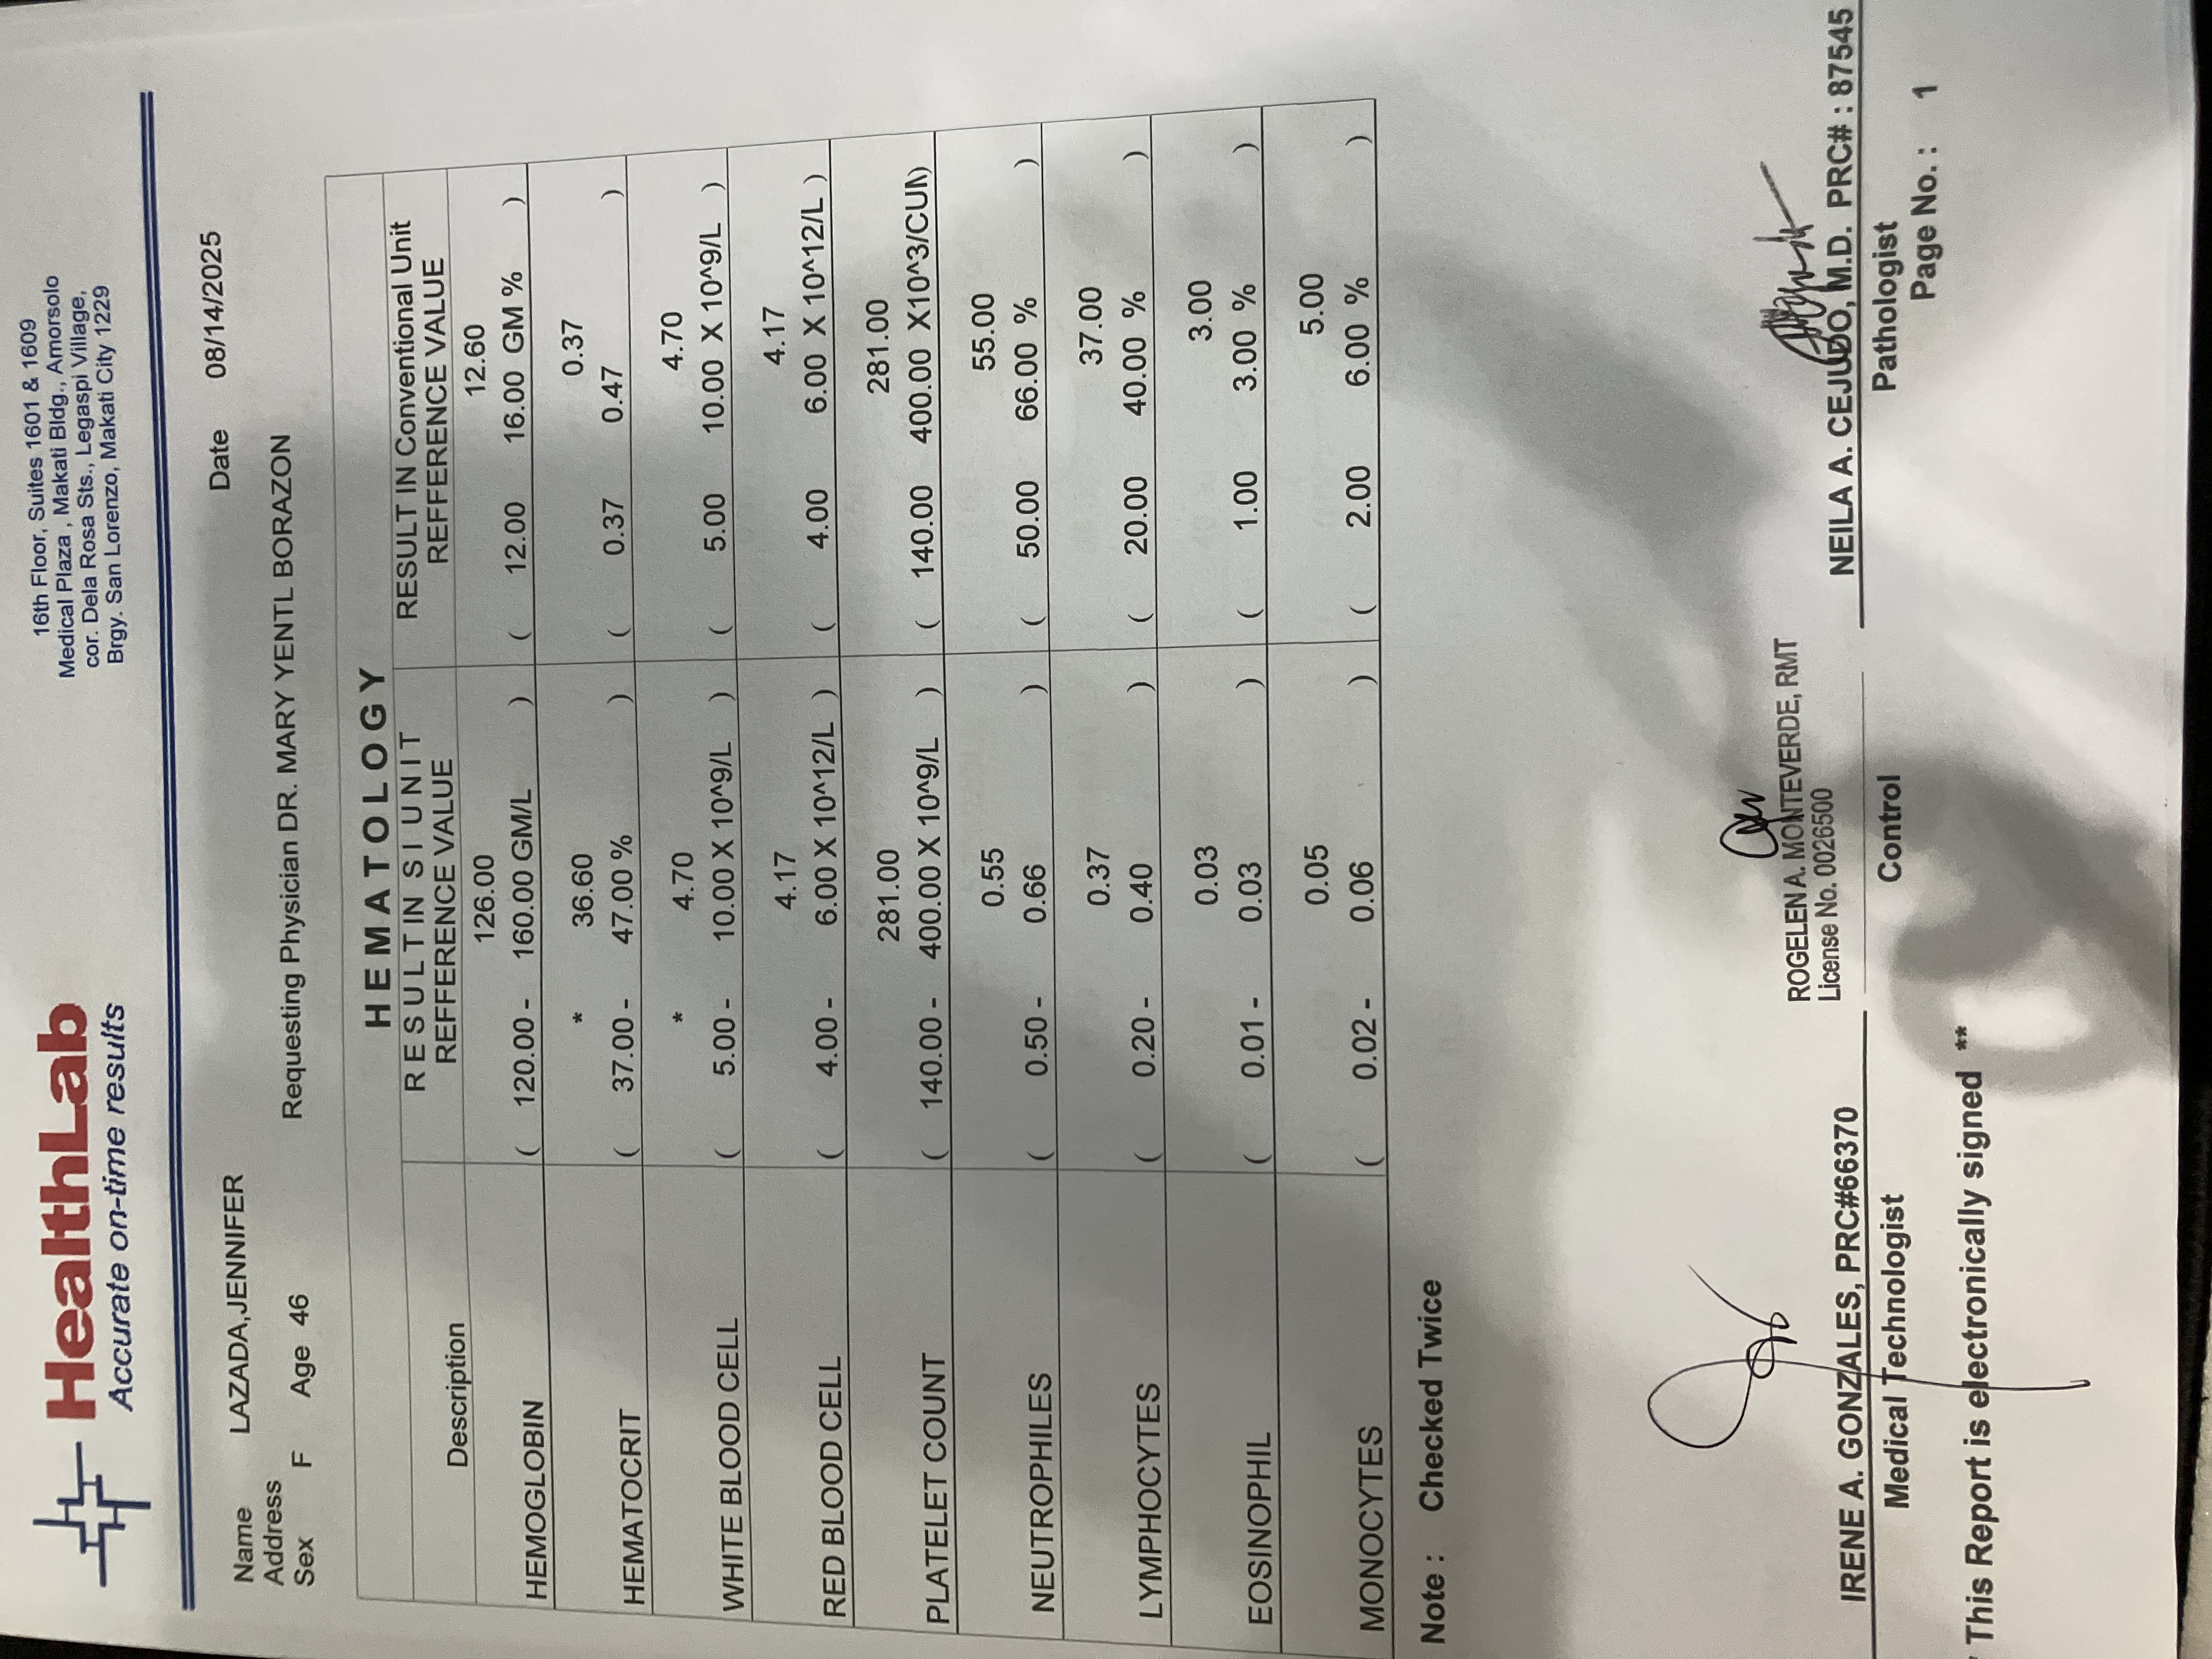 HealthLab
Accurate on-time results
16th Floor, Suites 1601 & 1609
Medical Plaza , Makati Bldg., Amorsolo
cor. Dela Rosa Sts., Legaspi Village,
Brgy. San Lorenzo, Makati City 1229
Name LAZADA,JENNIFER Date 08/14/2025
Address
Sex F Age 46 Requesting Physician DR. MARY YENTL BORAZON
HEMATOLOGY
Description RESULT IN SI UNIT REFFERENCE VALUE RESULT IN Conventional Unit REFFERENCE VALUE
126.00 12.60
HEMOGLOBIN ( 120.00 - 160.00 GM/L ) ( 12.00 16.00 GM % )
* 36.60 0.37
HEMATOCRIT ( 37.00 - 47.00 % ) ( 0.37 0.47 )
* 4.70 4.70
WHITE BLOOD CELL ( 5.00 - 10.00 X 10^9/L ) ( 5.00 10.00 X 10^9/L )
4.17 4.17
RED BLOOD CELL ( 4.00 - 6.00 X 10^12/L ) ( 4.00 6.00 X 10^12/L )
281.00 281.00
PLATELET COUNT ( 140.00 - 400.00 X 10^9/L ) ( 140.00 400.00 X10^3/CUM)
0.55 55.00
NEUTROPHILES ( 0.50 - 0.66 ) ( 50.00 66.00 % )
0.37 37.00
LYMPHOCYTES ( 0.20 - 0.40 ) ( 20.00 40.00 % )
0.03 3.00
EOSINOPHIL ( 0.01 - 0.03 ) ( 1.00 3.00 % )
0.05 5.00
MONOCYTES ( 0.02 - 0.06 ) ( 2.00 6.00 % )
Note : Checked Twice
ROGELEN A. MONTEVERDE, RMT
License No. 0026500
IRENE A. GONZALES, PRC#66370 NEILA A. CEJUDO, M.D. PRC# : 87545
Medical Technologist Control Pathologist
Page No. : 1
This Report is electronically signed **